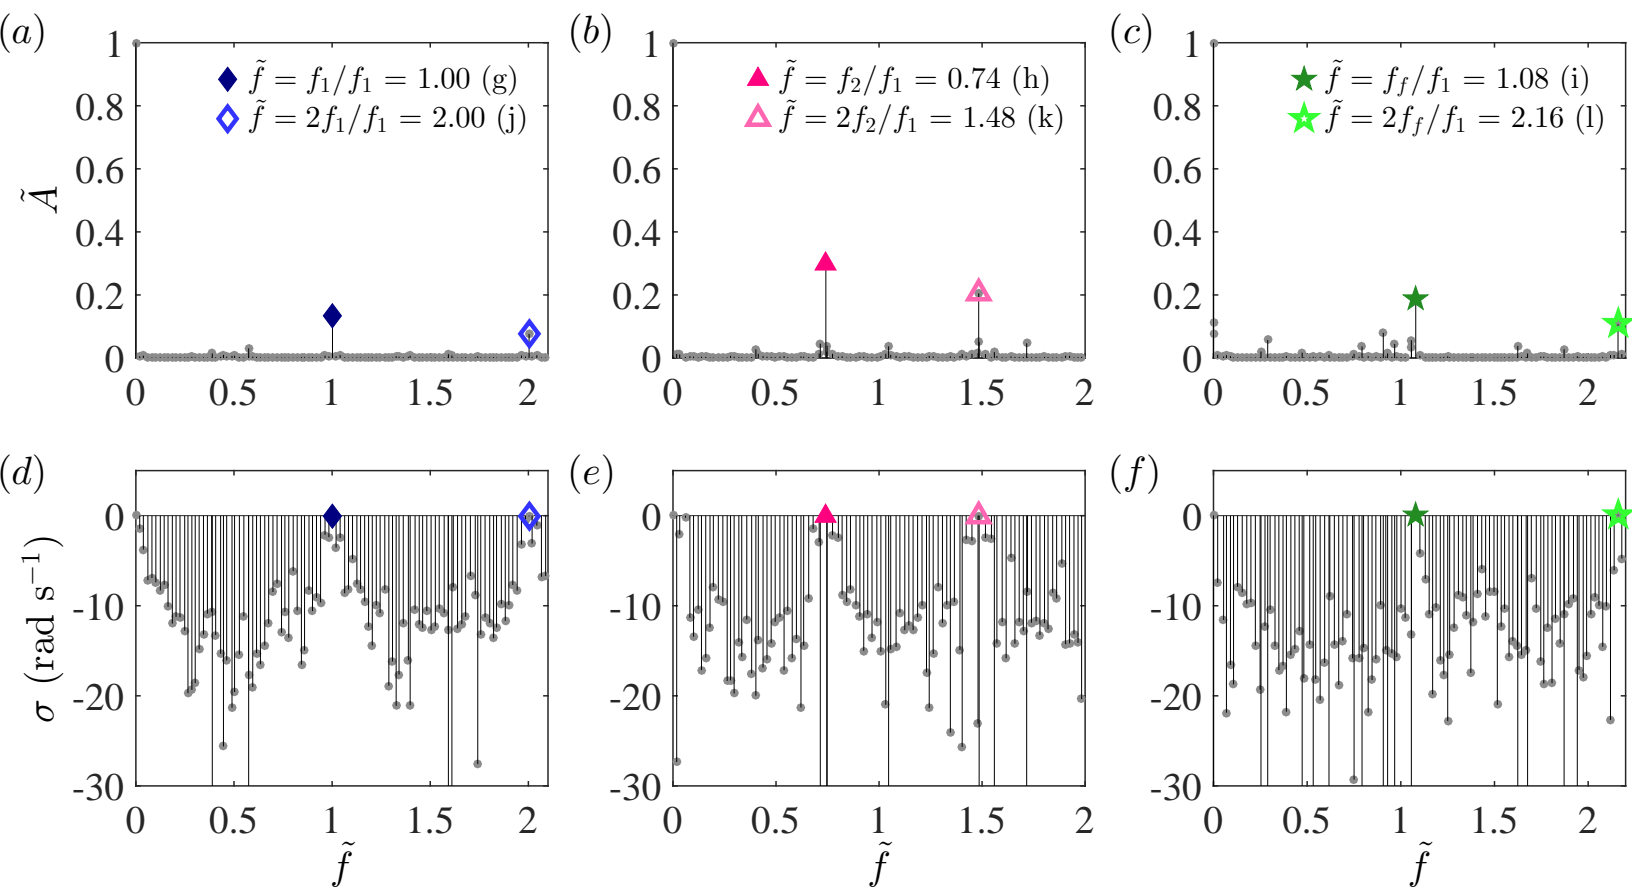 (a) (b) (c)
f̃ = f₁/f₁ = 1.00 (g)
f̃ = 2f₁/f₁ = 2.00 (j)
f̃ = f₂/f₁ = 0.74 (h)
f̃ = 2f₂/f₁ = 1.48 (k)
f̃ = f_f/f₁ = 1.08 (i)
f̃ = 2f_f/f₁ = 2.16 (l)
Ã
1 0.8 0.6 0.4 0.2 0
0 0.5 1 1.5 2
1 0.8 0.6 0.4 0.2 0
0 0.5 1 1.5 2
1 0.8 0.6 0.4 0.2 0
0 0.5 1 1.5 2
(d) (e) (f)
σ (rad s⁻¹)
0 -10 -20 -30
0 0.5 1 1.5 2
f̃
0 -10 -20 -30
0 0.5 1 1.5 2
f̃
0 -10 -20 -30
0 0.5 1 1.5 2
f̃